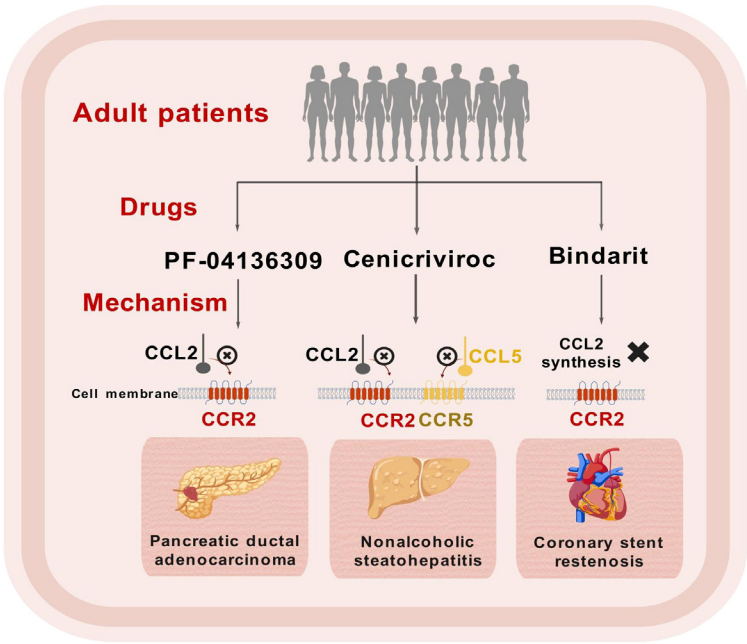 Adult patients
Drugs
PF-04136309
Cenicriviroc
Bindarit
Mechanism
CCL2
CCL2
CCL5
CCL2
synthesis
Cell membrane
CCR2
CCR2
CCR5
CCR2
Pancreatic ductal
adenocarcinoma
Nonalcoholic
steatohepatitis
Coronary stent
restenosis